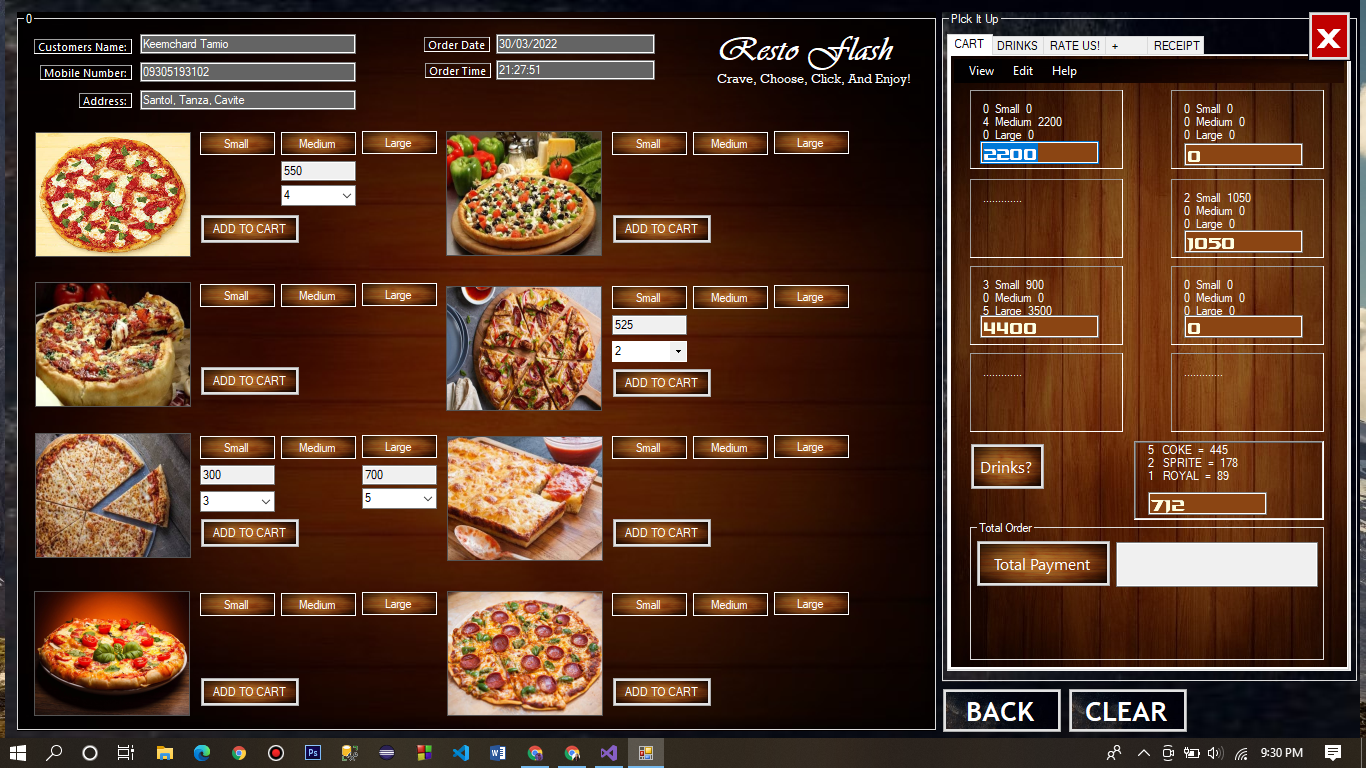 0
Customers Name:
Keemchard Tamio
Mobile Number:
09305193102
Address:
Santol, Tanza, Cavite
Order Date
30/03/2022
Order Time
21:27:51
Resto Flash
Crave, Choose, Click, And Enjoy!
Small Medium Large
550
4
ADD TO CART
Small Medium Large
ADD TO CART
Small Medium Large
ADD TO CART
Small Medium Large
525
2
ADD TO CART
Small Medium Large
300 700
3 5
ADD TO CART
Small Medium Large
ADD TO CART
Small Medium Large
ADD TO CART
Small Medium Large
ADD TO CART
PIck It Up
X
CART DRINKS RATE US! + RECEIPT
View Edit Help
0 Small 0
4 Medium 2200
0 Large 0
2200
0 Small 0
0 Medium 0
0 Large 0
0
............
2 Small 1050
0 Medium 0
0 Large 0
1050
3 Small 900
0 Medium 0
5 Large 3500
4400
0 Small 0
0 Medium 0
0 Large 0
0
............
............
Drinks?
5 COKE = 445
2 SPRITE = 178
1 ROYAL = 89
712
Total Order
Total Payment
BACK
CLEAR
Ps
9:30 PM